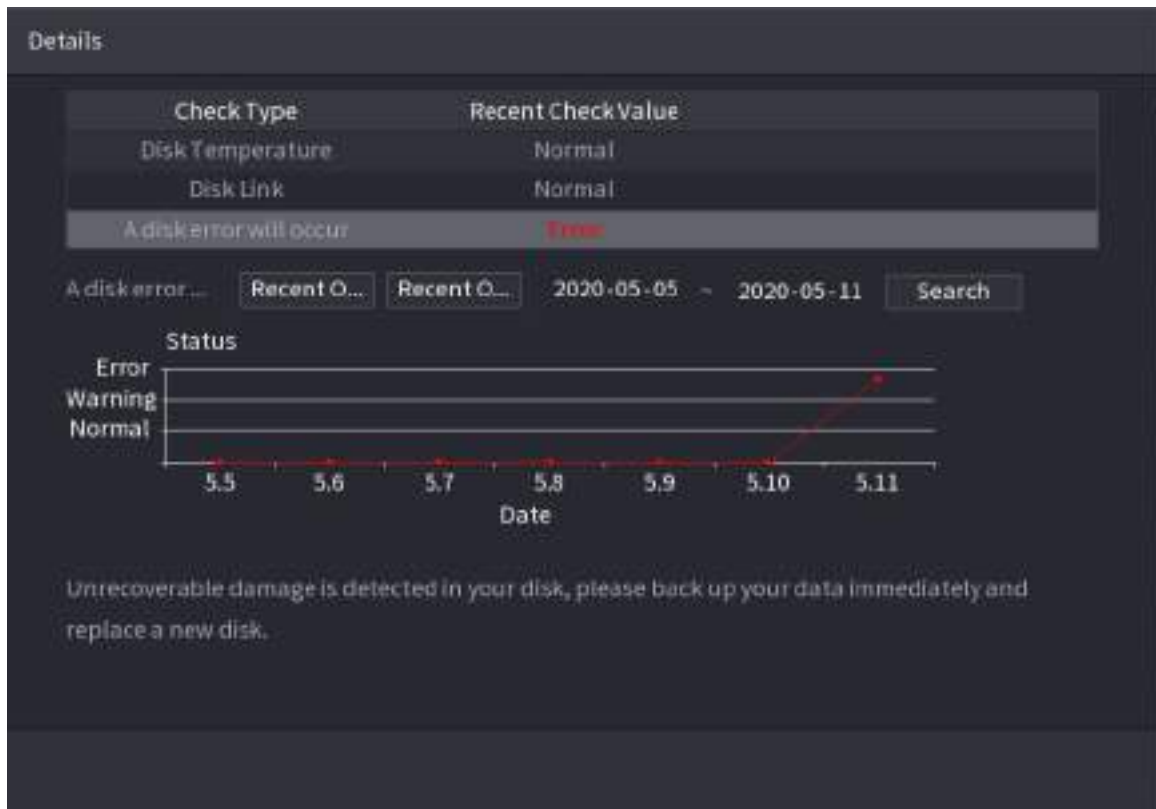 Details
Check Type Recent Check Value
Disk Temperature Normal
Disk Link Normal
A disk error will occur Error
A disk error ... Recent O... Recent O... 2020-05-05 ~ 2020-05-11 Search
Status
Error
Warning
Normal
5.5 5.6 5.7 5.8 5.9 5.10 5.11
Date
Unrecoverable damage is detected in your disk, please back up your data immediately and
replace a new disk.